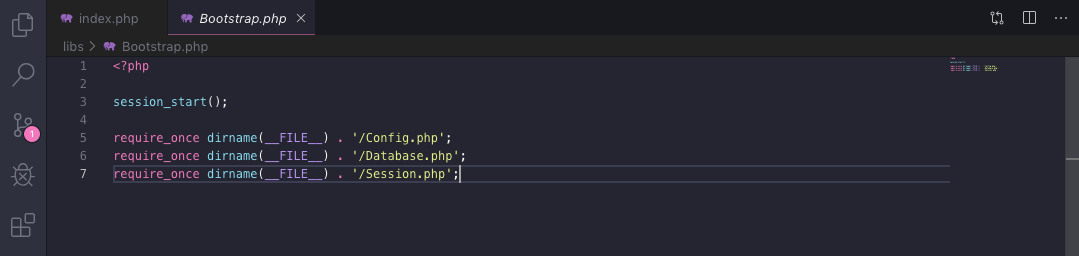 index.php
Bootstrap.php
libs > Bootstrap.php
1 <?php
2
3 session_start();
4
5 require_once dirname(__FILE__) . '/Config.php';
6 require_once dirname(__FILE__) . '/Database.php';
7 require_once dirname(__FILE__) . '/Session.php';
1